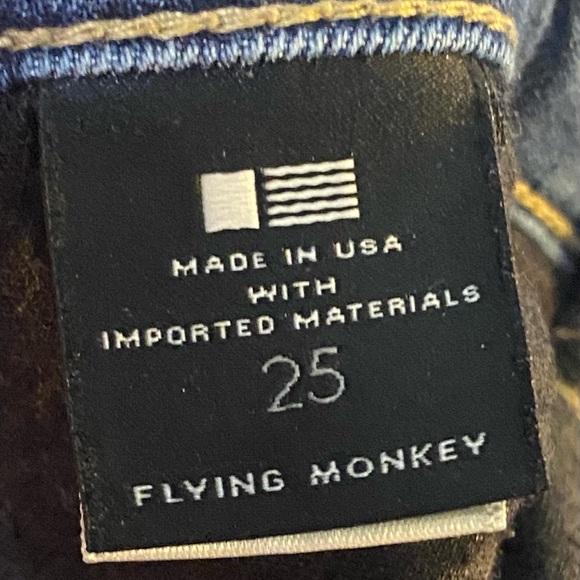 MADE IN USA
WITH
IMPORTED MATERIALS
25
FLYING MONKEY